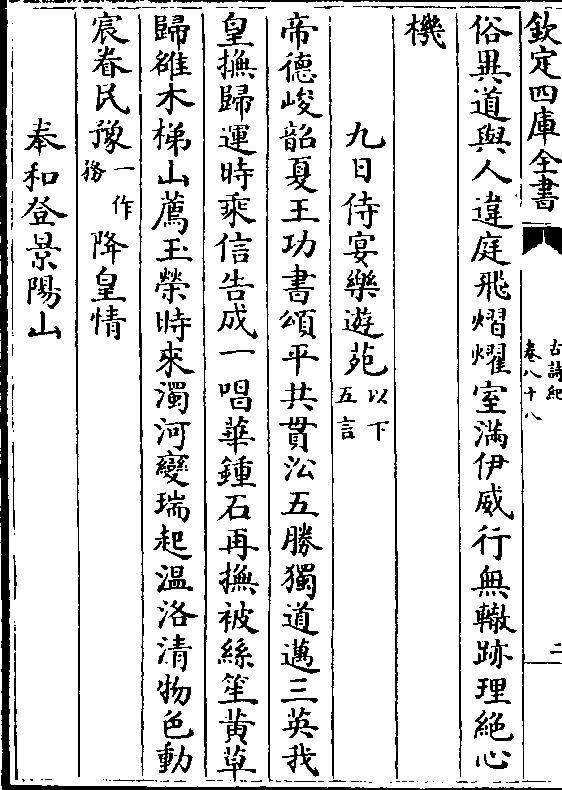 欽定四庫全書
古詩紀
卷八十八
二
俗異道與人違庭飛熠燿室滿伊威行無轍跡理絶心
機
九日侍宴樂遊苑以下五言
帝德峻韶夏王功書頌平共貫沿五勝獨道邁三英我
皇撫歸運時乘信告成一唱華鍾石再撫被絲笙黄草
歸雒木梯山薦玉榮時來濁河變瑞起温洛清物色動
宸眷民豫一作務降皇情
奉和登景陽山